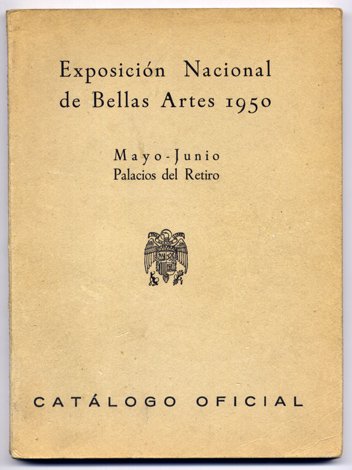 Exposición Nacional
de Bellas Artes 1950
Mayo-Junio
Palacios del Retiro
CATÁLOGO OFICIAL